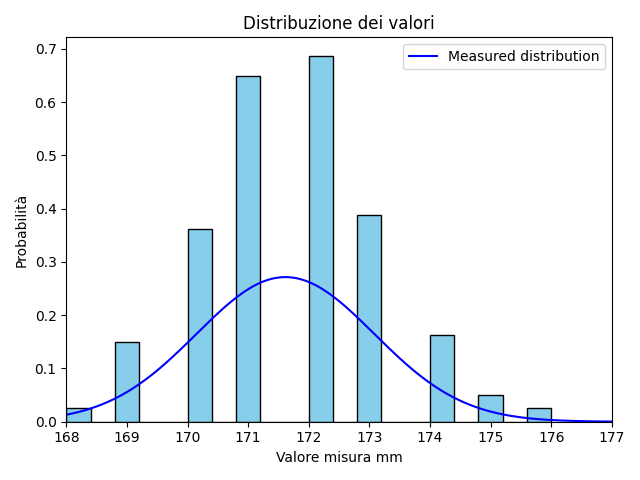 Distribuzione dei valori
Measured distribution
Probabilità
0.7
0.6
0.5
0.4
0.3
0.2
0.1
0.0
168 169 170 171 172 173 174 175 176 177
Valore misura mm